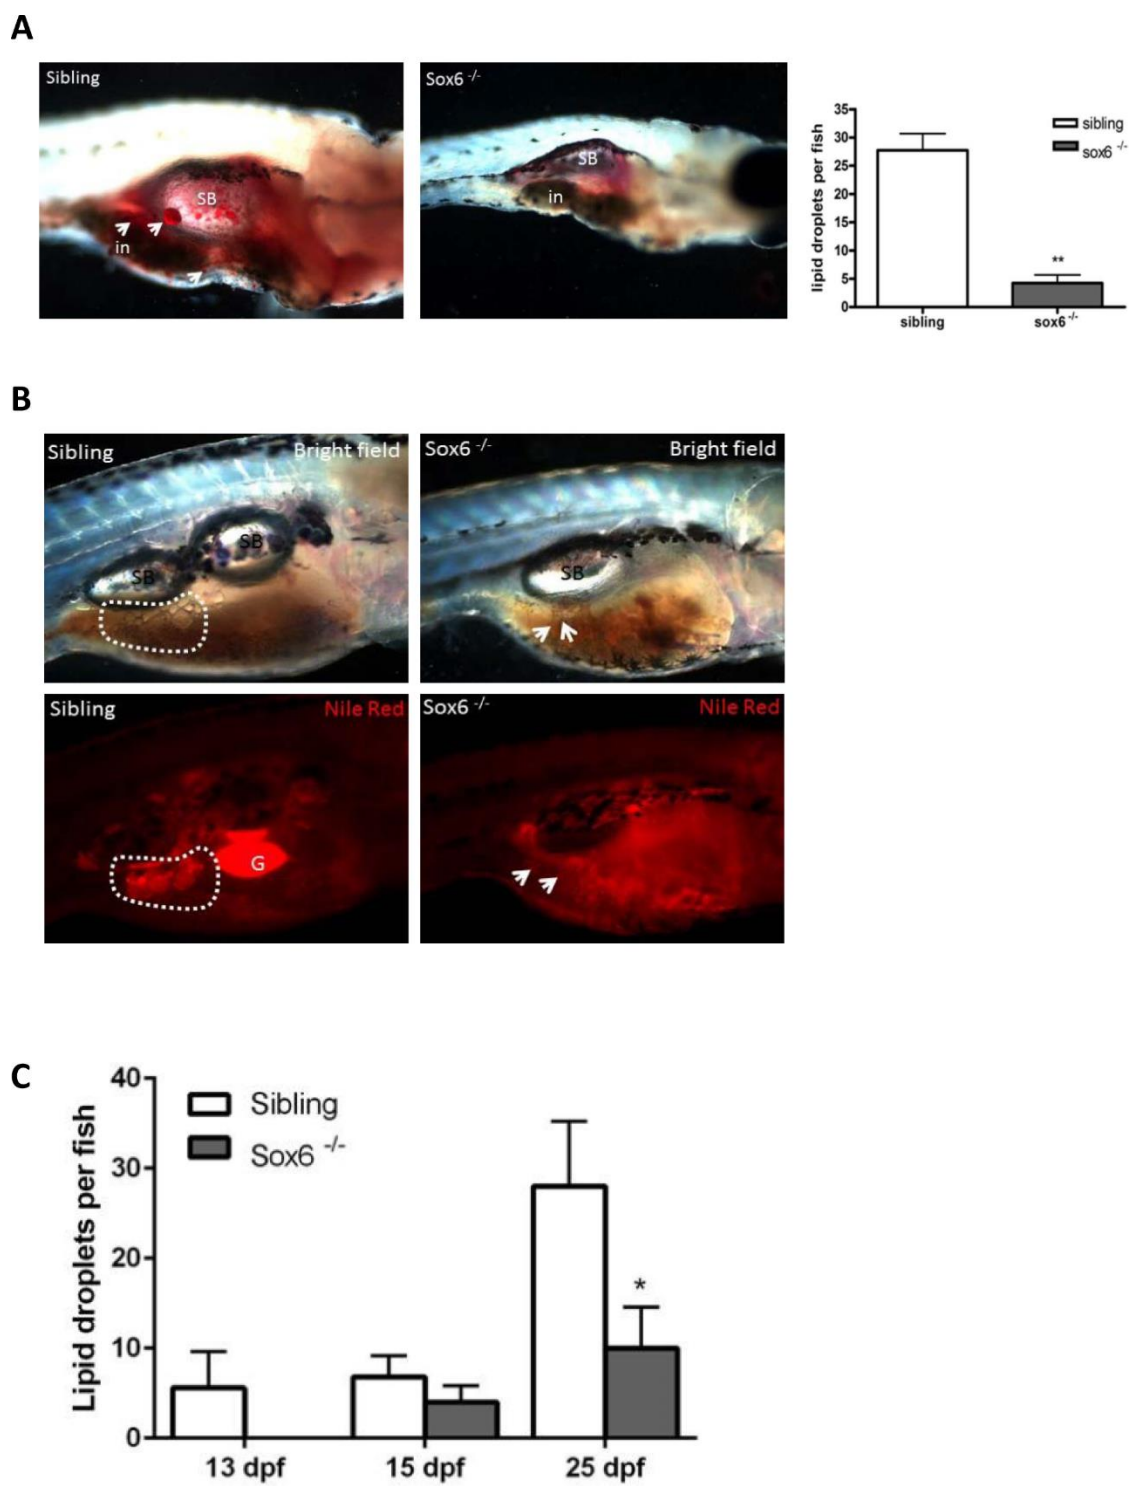 A
Sibling
SB
in
Sox6 -/-
SB
in
lipid droplets per fish
35
30
25
20
15
10
5
0
sibling
sox6 -/-
**
sibling
sox6 -/-
B
Sibling
Bright field
SB
SB
Sox6 -/-
Bright field
SB
Sibling
Nile Red
G
Sox6 -/-
Nile Red
C
Lipid droplets per fish
40
30
20
10
0
Sibling
Sox6 -/-
*
13 dpf
15 dpf
25 dpf